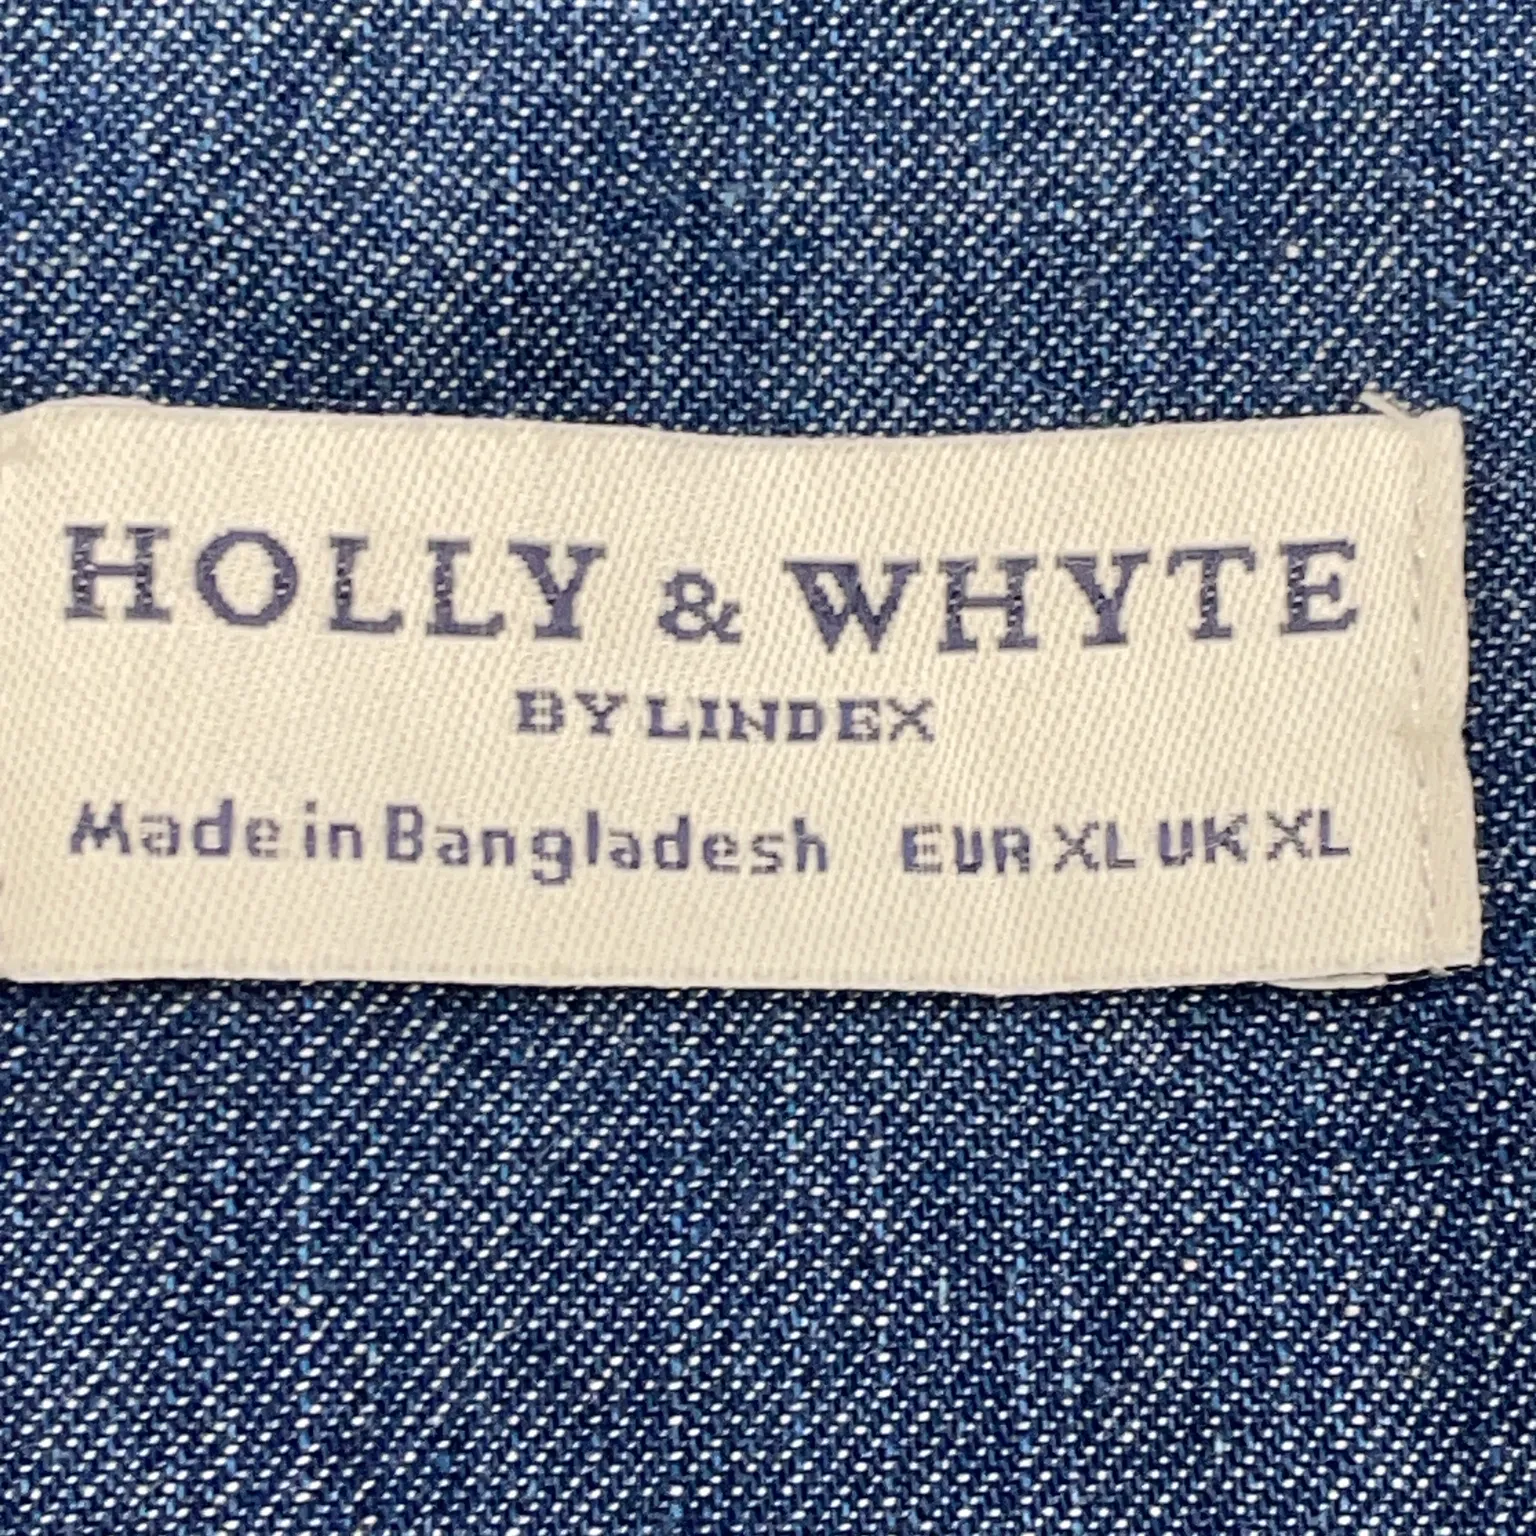 HOLLY & WHYTE
BY LINDEX
Made in Bangladesh EUR XL UK XL